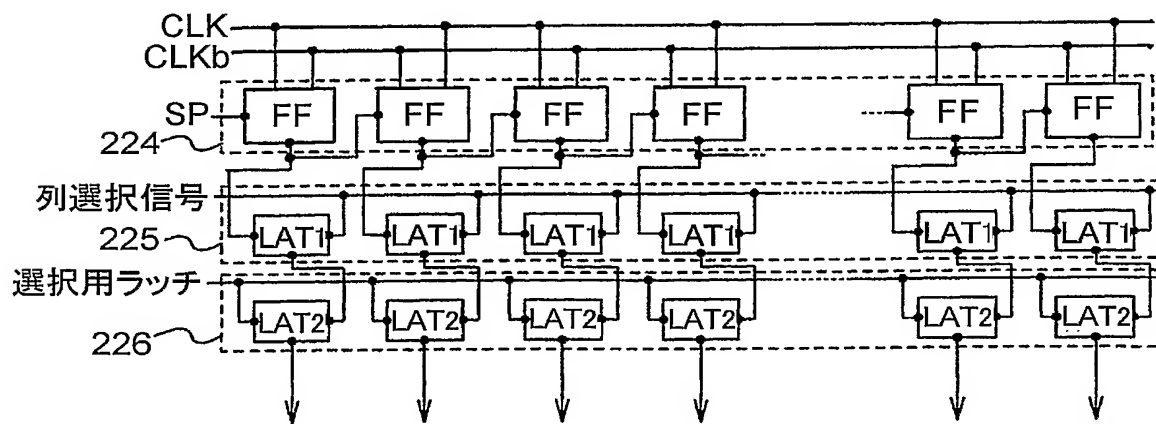 CLK
CLKb
SP FF FF FF FF FF FF
224
列選択信号
225 LAT1 LAT1 LAT1 LAT1 LAT1 LAT1
選択用ラッチ
226 LAT2 LAT2 LAT2 LAT2 LAT2 LAT2